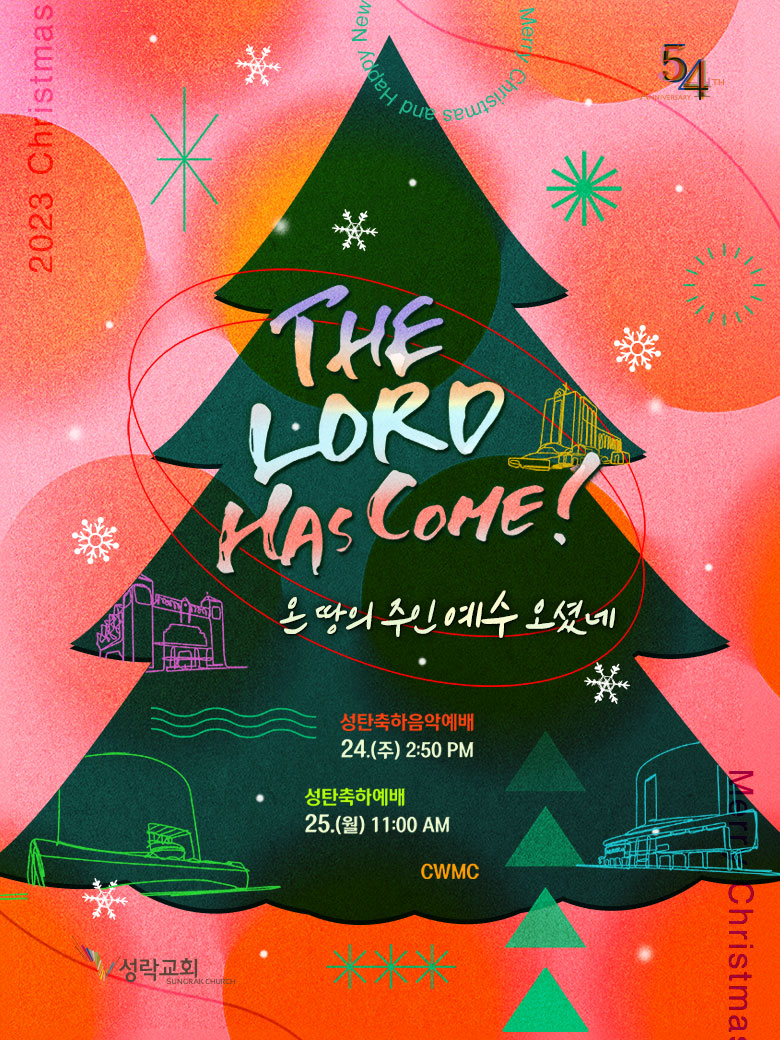 2023 Christmas
Merry Christmas and Happy New
54TH
ANNIVERSARY
THE
LORD
HAS COME!
온 땅의 주인 예수 오셨네
성탄축하음악예배
24.(주) 2:50 PM
성탄축하예배
25.(월) 11:00 AM
CWMC
Merry Christmas
성락교회
SUNGRAK CHURCH